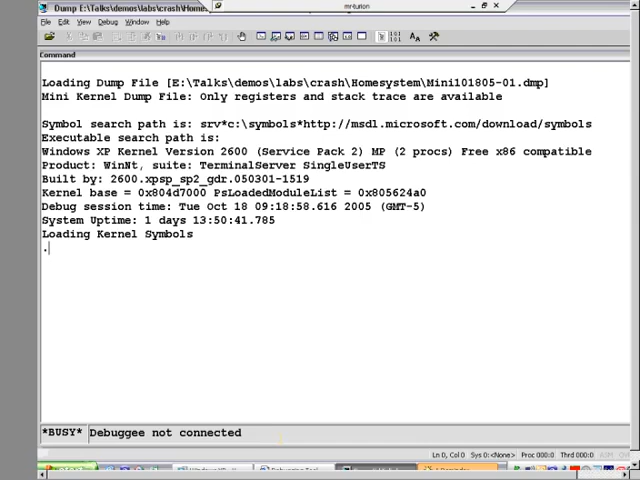 Dump E:\Talks\demos\labs\crash\Homes
mr-turion
File Edit View Debug Window Help
Command
Loading Dump File [E:\Talks\demos\labs\crash\Homesystem\Mini101805-01.dmp]
Mini Kernel Dump File: Only registers and stack trace are available
Symbol search path is: srv*c:\symbols*http://msdl.microsoft.com/download/symbols
Executable search path is:
Windows XP Kernel Version 2600 (Service Pack 2) MP (2 procs) Free x86 compatible
Product: WinNt, suite: TerminalServer SingleUserTS
Built by: 2600.xpsp_sp2_gdr.050301-1519
Kernel base = 0x804d7000 PsLoadedModuleList = 0x805624a0
Debug session time: Tue Oct 18 09:18:58.616 2005 (GMT-5)
System Uptime: 1 days 13:50:41.785
Loading Kernel Symbols
.
*BUSY* Debuggee not connected
Ln 0, Col 0 Sys 0:<None> Proc 000:0 Thrd 000:0